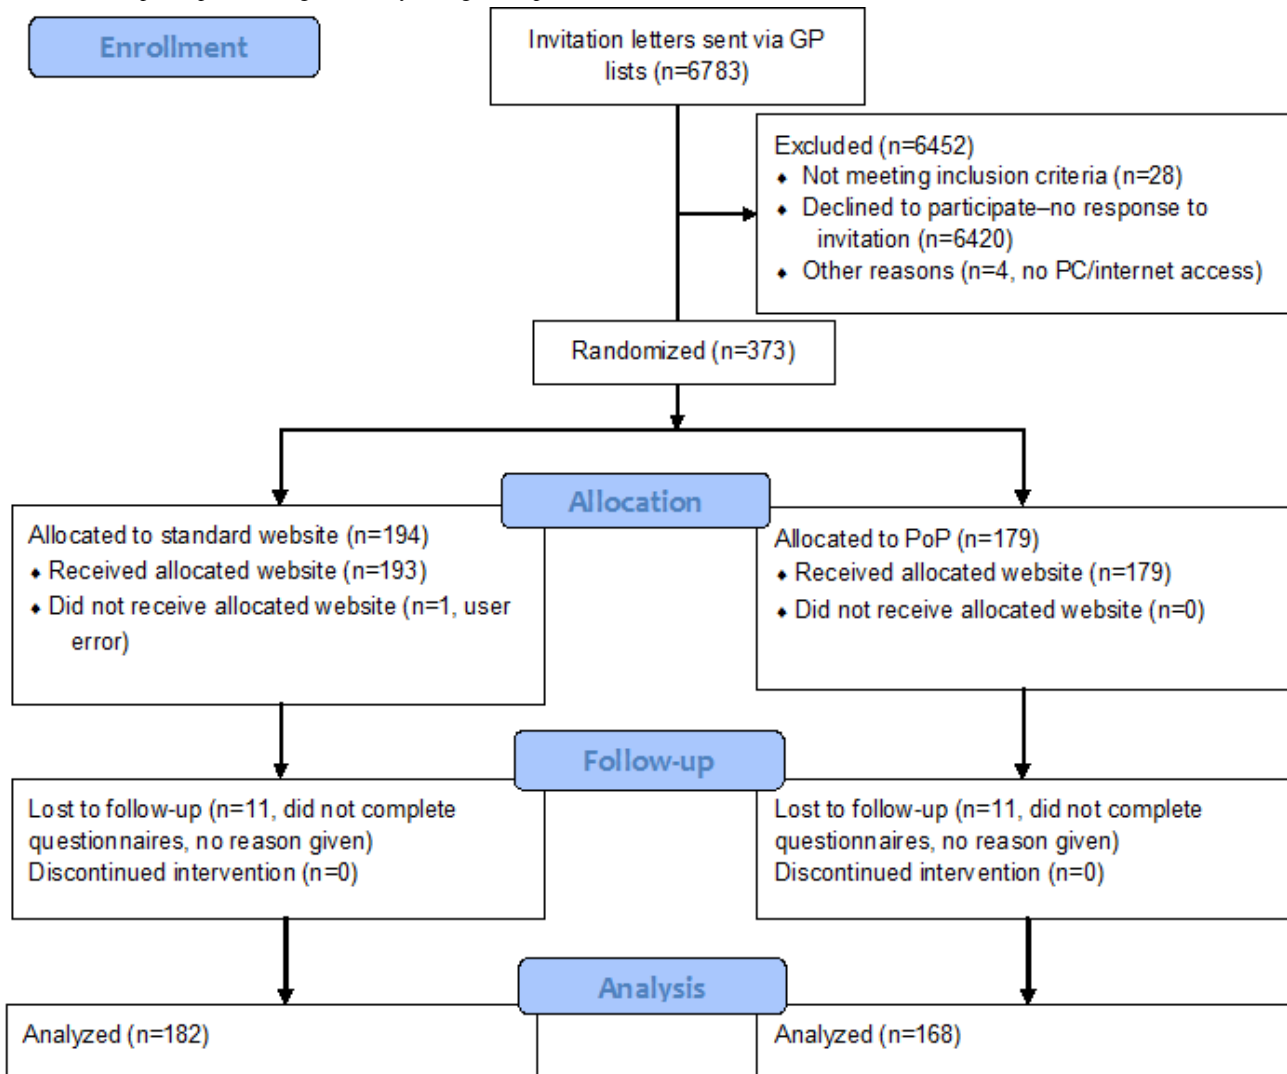 Enrollment
Invitation letters sent via GP
lists (n=6783)
Excluded (n=6452)
♦ Not meeting inclusion criteria (n=28)
♦ Declined to participate–no response to
invitation (n=6420)
♦ Other reasons (n=4, no PC/internet access)
Randomized (n=373)
Allocation
Allocated to standard website (n=194)
♦ Received allocated website (n=193)
♦ Did not receive allocated website (n=1, user
error)
Allocated to PoP (n=179)
♦ Received allocated website (n=179)
♦ Did not receive allocated website (n=0)
Follow-up
Lost to follow-up (n=11, did not complete
questionnaires, no reason given)
Discontinued intervention (n=0)
Lost to follow-up (n=11, did not complete
questionnaires, no reason given)
Discontinued intervention (n=0)
Analysis
Analyzed (n=182)
Analyzed (n=168)